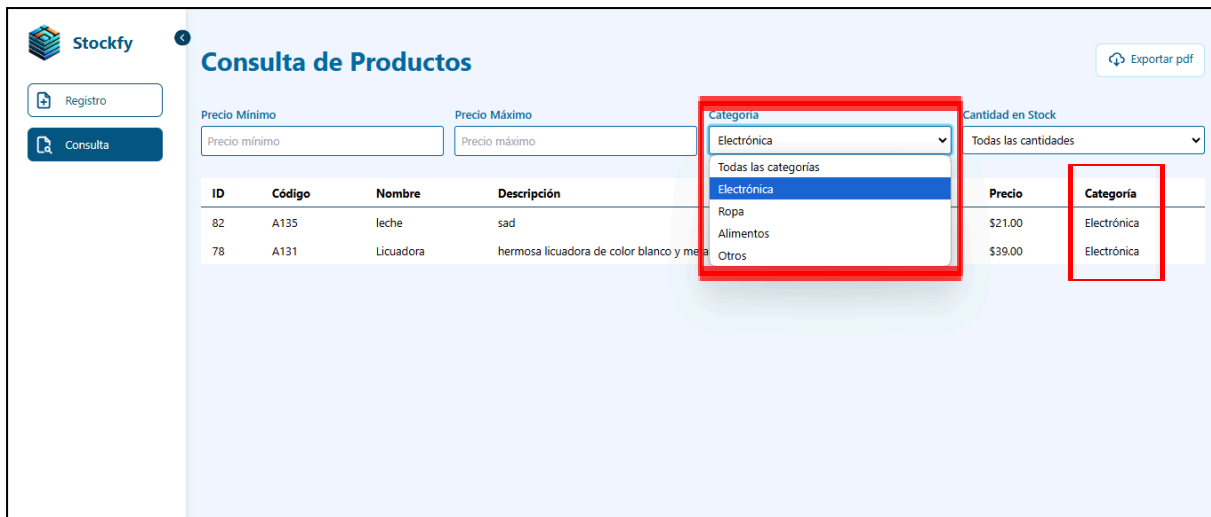 Stockfy
Registro
Consulta
Consulta de Productos
Exportar pdf
Precio Mínimo
Precio mínimo
Precio Máximo
Precio máximo
Categoría
Electrónica
Todas las categorías
Electrónica
Ropa
Alimentos
Otros
Cantidad en Stock
Todas las cantidades
ID Código Nombre Descripción Precio Categoría
82 A135 leche sad $21.00 Electrónica
78 A131 Licuadora hermosa licuadora de color blanco y $39.00 Electrónica